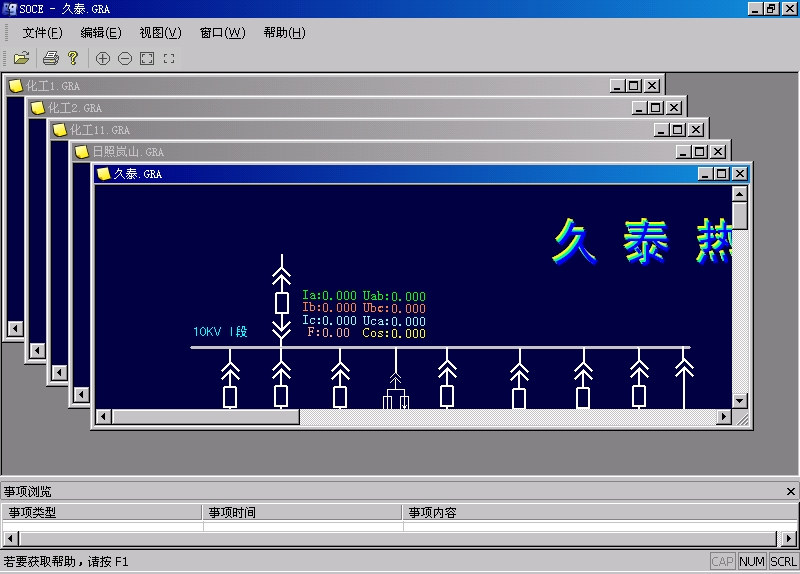 SOCE - 久泰.GRA
文件(F) 编辑(E) 视图(V) 窗口(W) 帮助(H)
化工1.GRA
化工2.GRA
化工11.GRA
日照岚山.GRA
久泰.GRA
久泰热
Ia:0.000 Uab:0.000
Ib:0.000 Ubc:0.000
Ic:0.000 Uca:0.000
F:0.00 Cos:0.000
10KV I段
事项浏览
事项类型 事项时间 事项内容
若要获取帮助，请按 F1
CAP NUM SCRL